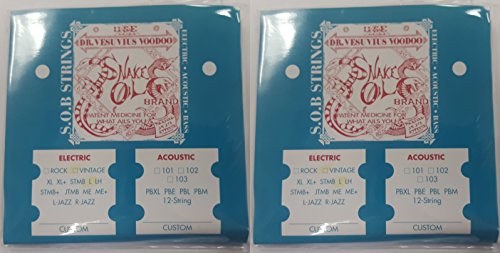 U.S.E
DR. VESUVIUS VOODOO
SNAKE
OIL
BRAND
PATENT MEDICINE FOR
WHAT AILS YOU
S.O.B STRINGS
ELECTRIC • ACOUSTIC • BASS
ELECTRIC
ROCK VINTAGE
XL XL+ STMB L LH
STMB+ JTMB ME ME+
L-JAZZ R-JAZZ
CUSTOM
ACOUSTIC
101 102
103
PBXL PBE PBL PBM
12-String
CUSTOM
DR. VESUVIUS VOODOO
SNAKE
OIL
BRAND
PATENT MEDICINE FOR
WHAT AILS YOU
S.O.B STRINGS
ELECTRIC • ACOUSTIC • BASS
ELECTRIC
ROCK VINTAGE
XL XL+ STMB L LH
STMB+ JTMB ME ME+
L-JAZZ R-JAZZ
CUSTOM
ACOUSTIC
101 102
103
PBXL PBE PBL PBM
12-String
CUSTOM